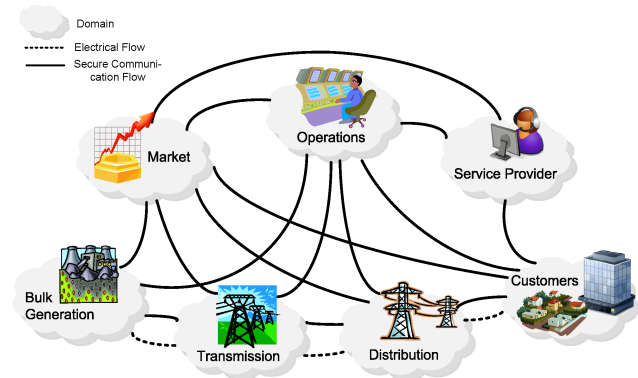 Domain
Electrical Flow
Secure Communi-
cation Flow
Operations
Market
Service Provider
Customers
Bulk
Generation
Transmission
Distribution